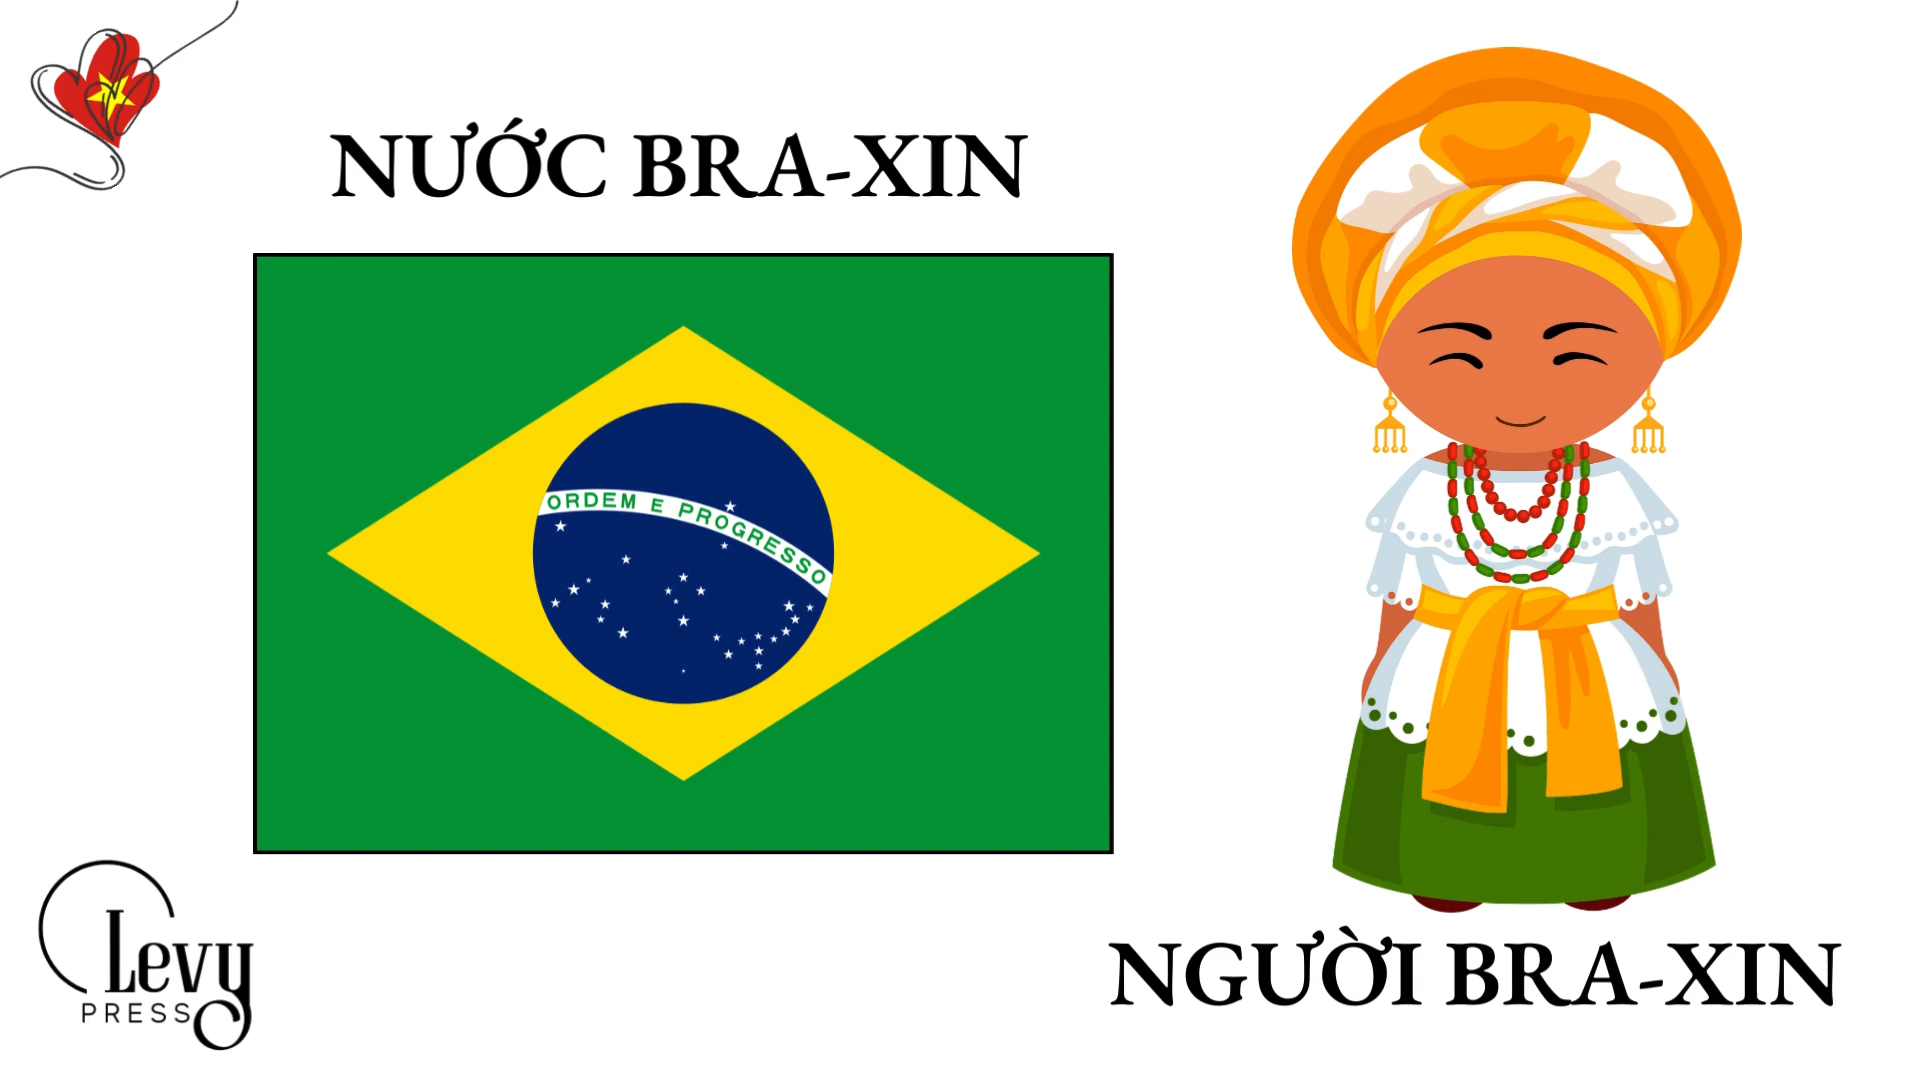 NƯỚC BRA-XIN
ORDEM E PROGRESSO
Levy
PRESS
NGƯỜI BRA-XIN